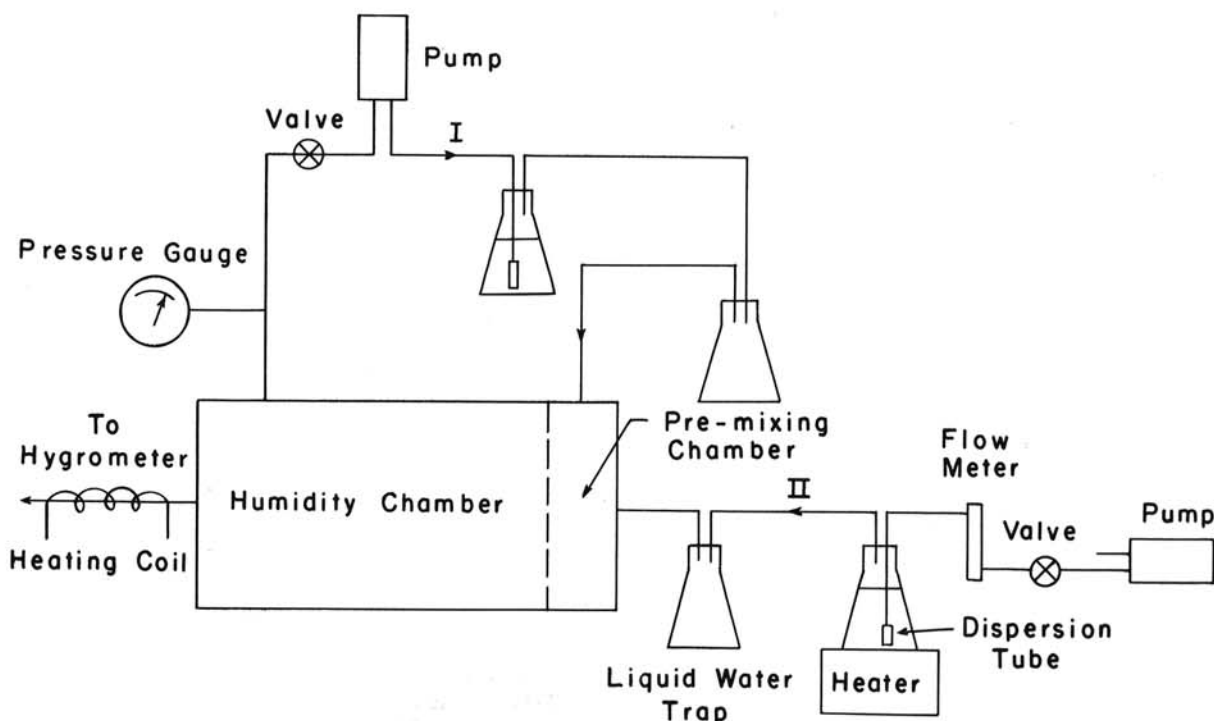 Pump
Valve
I
Pressure Gauge
To
Hygrometer
Heating Coil
Humidity Chamber
Pre-mixing
Chamber
II
Flow
Meter
Valve
Pump
Liquid Water
Trap
Heater
Dispersion
Tube